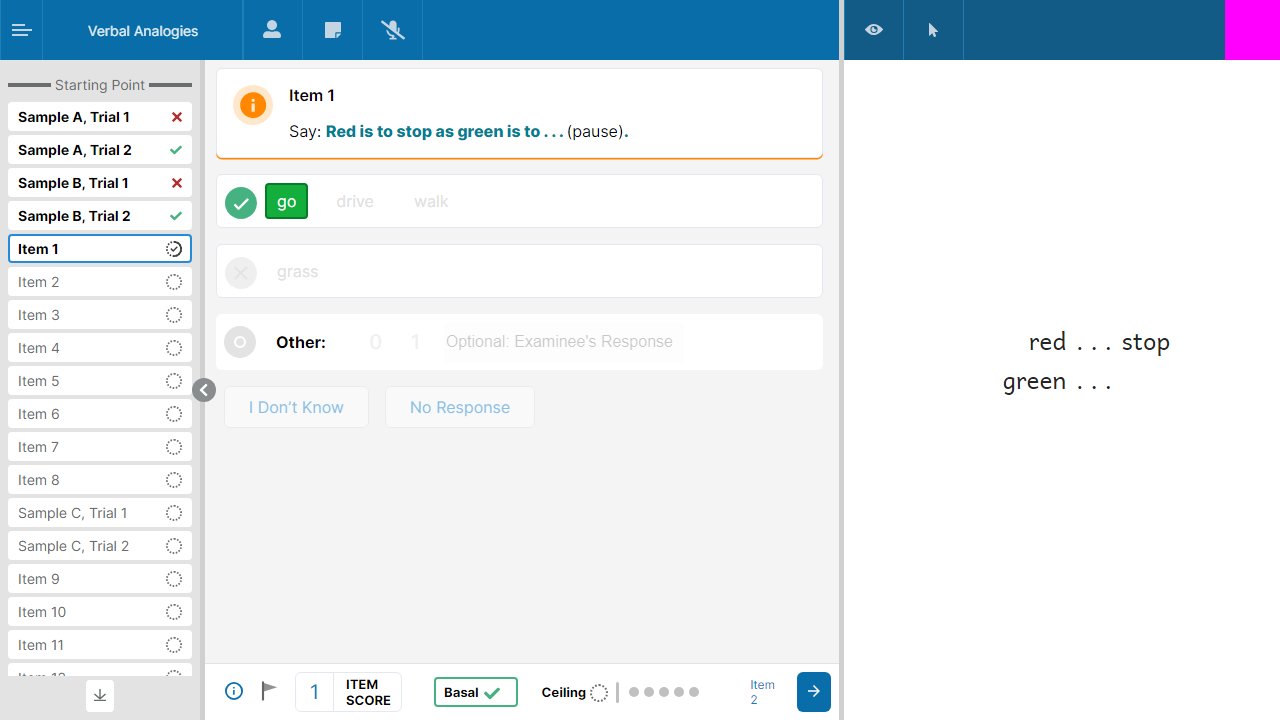 Verbal Analogies
Starting Point
Sample A, Trial 1
Sample A, Trial 2
Sample B, Trial 1
Sample B, Trial 2
Item 1
Item 2
Item 3
Item 4
Item 5
Item 6
Item 7
Item 8
Sample C, Trial 1
Sample C, Trial 2
Item 9
Item 10
Item 11
Item 1
Say: Red is to stop as green is to . . . (pause).
go drive walk
grass
Other: 0 1 Optional: Examinee's Response
I Don't Know No Response
1 ITEM SCORE
Basal
Ceiling
Item 2
red . . . stop
green . . .